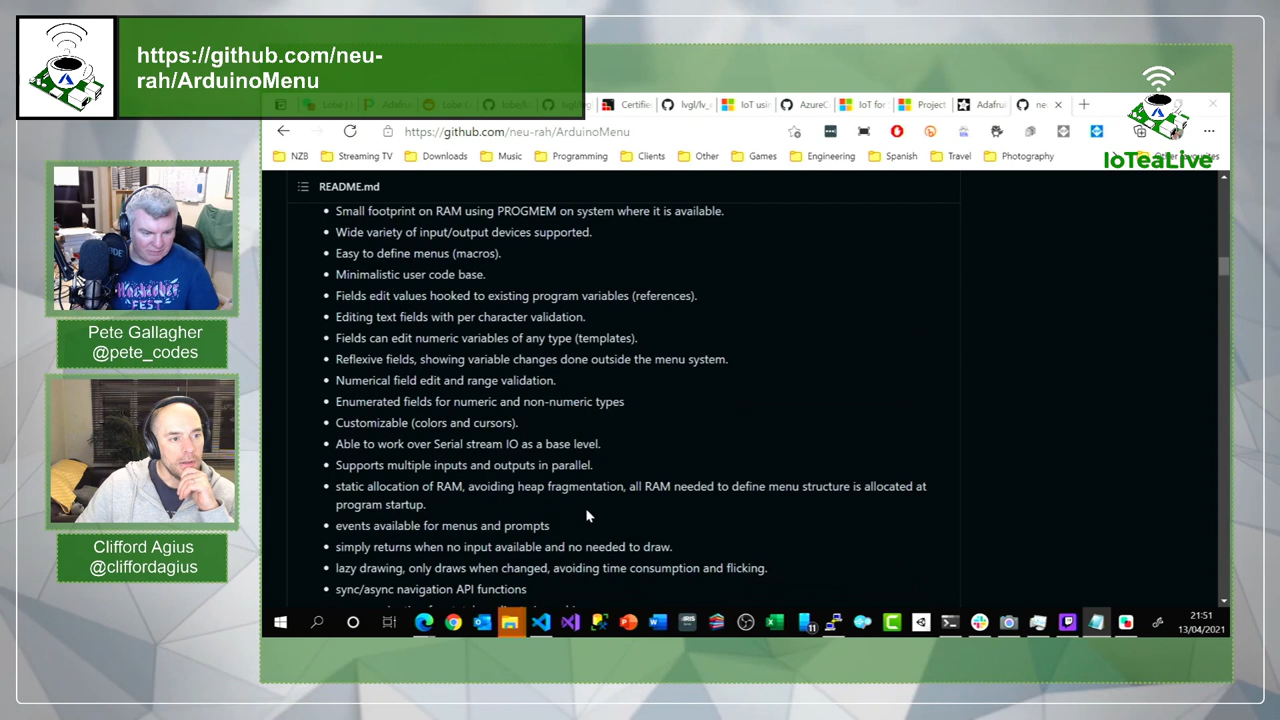 https://github.com/neu-
rah/ArduinoMenu
IoTeaLive
Pete Gallagher
@pete_codes
Clifford Agius
@cliffordagius
Certifie
IoT usin
AzureC
IoT for
Project
Adafru
https://github.com/neu-rah/ArduinoMenu
NZB
Streaming TV
Downloads
Music
Programming
Clients
Other
Games
Engineering
Spanish
Travel
Photography
README.md
• Small footprint on RAM using PROGMEM on system where it is available.
• Wide variety of input/output devices supported.
• Easy to define menus (macros).
• Minimalistic user code base.
• Fields edit values hooked to existing program variables (references).
• Editing text fields with per character validation.
• Fields can edit numeric variables of any type (templates).
• Reflexive fields, showing variable changes done outside the menu system.
• Numerical field edit and range validation.
• Enumerated fields for numeric and non-numeric types
• Customizable (colors and cursors).
• Able to work over Serial stream IO as a base level.
• Supports multiple inputs and outputs in parallel.
• static allocation of RAM, avoiding heap fragmentation, all RAM needed to define menu structure is allocated at
program startup.
• events available for menus and prompts
• simply returns when no input available and no needed to draw.
• lazy drawing, only draws when changed, avoiding time consumption and flicking.
• sync/async navigation API functions
21:51
13/04/2021